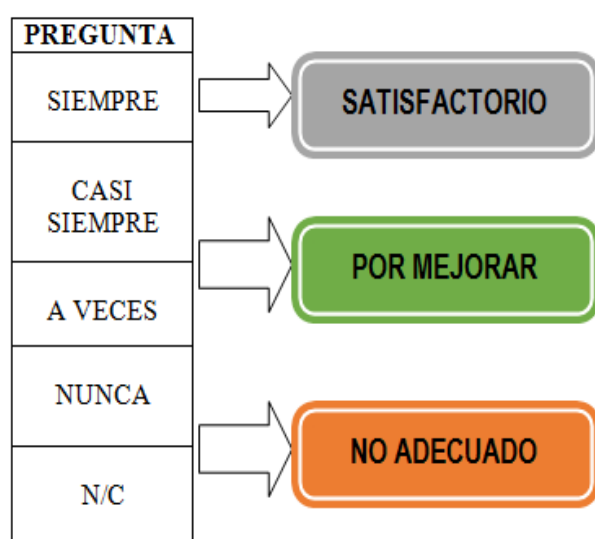 PREGUNTA
SIEMPRE
SATISFACTORIO
CASI
SIEMPRE
POR MEJORAR
A VECES
NUNCA
NO ADECUADO
N/C